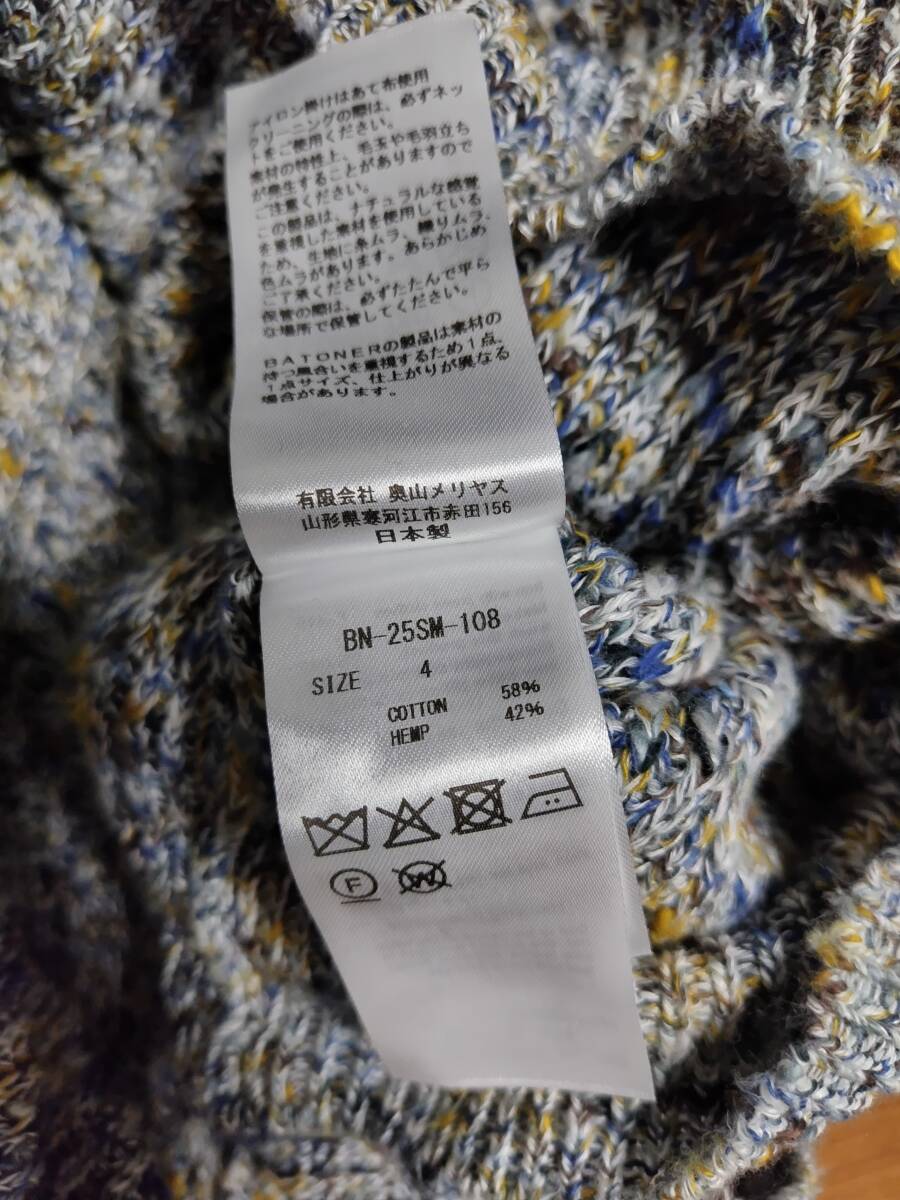 アイロン掛けはあて布使用
クリーニングの際は、必ずネッ
トをご使用ください。
素材の特性上、毛玉や毛羽立ち
が発生することがありますので
ご注意ください。
この製品は、ナチュラルな感覚
を重視した素材を使用している
ため、生地に糸ムラ、織りムラ、
色ムラがあります。あらかじめ
ご了承ください。
保管の際は、必ずたたんで平ら
な場所で保管してください。
BATONERの製品は素材の
持つ風合いを重視するため1点、
1点サイズ、仕上がりが異なる
場合があります。
有限会社 奥山メリヤス
山形県寒河江市赤田156
日本製
BN-25SM-108
SIZE 4
COTTON 58%
HEMP 42%
F
W